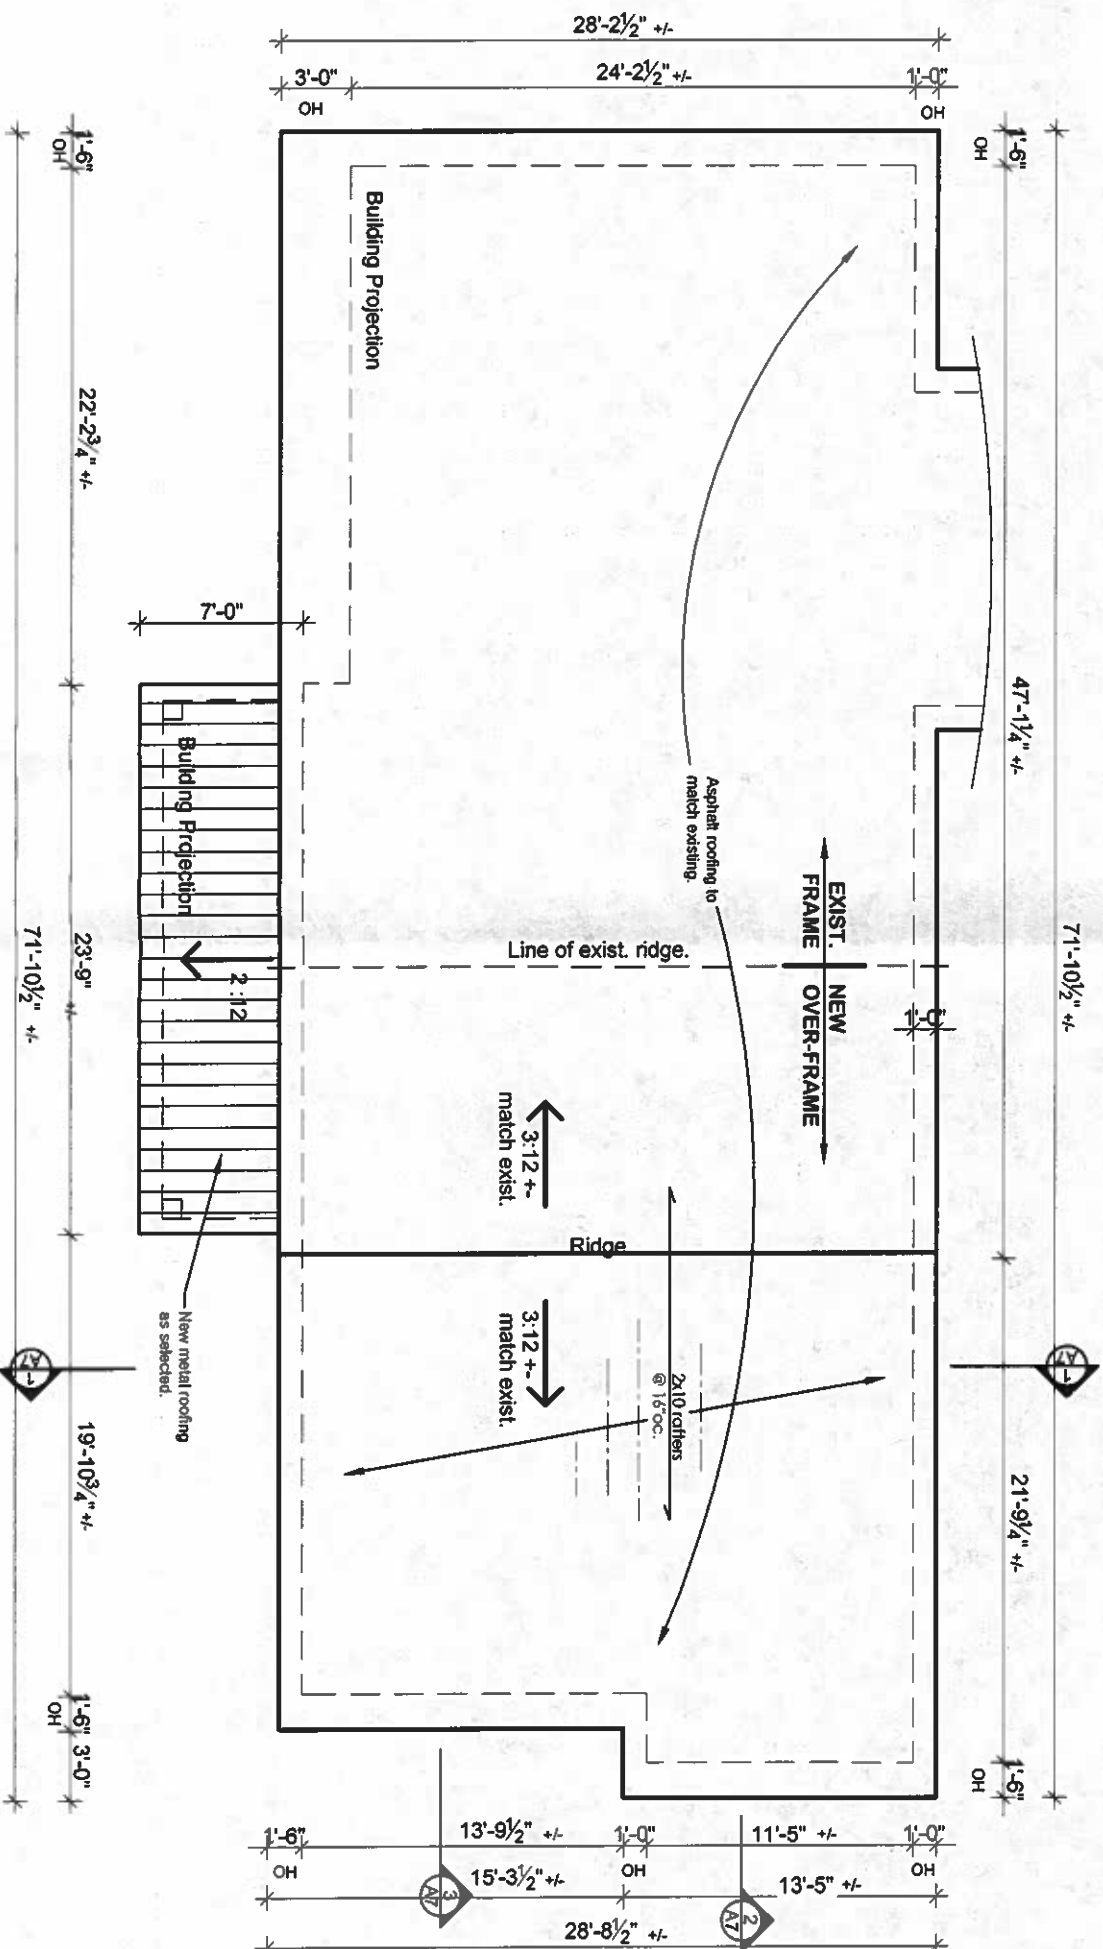 28'-2½" +/-
3'-0"
24'-2½" +/-
1'-0"
OH
OH
1'-6"
OH
1'-6"
OH
Building Projection
22'-2¾" +/-
47'-1¼" +/-
71'-10½" +/-
7'-0"
Building Projection
Asphalt roofing to
match existing.
EXIST.
FRAME
NEW
OVER-FRAME
Line of exist. ridge.
1'-0"
2 :12
23'-9"
+/-
71'-10½" +/-
3:12 +-
match exist.
Ridge
3:12 +-
match exist.
2x10 rafters
@ 16"oc.
New metal roofing
as selected.
1
A7
1
A7
19'-10¾" +/-
21'-9¼" +/-
1'-6"
OH
3'-0"
1'-6"
OH
1'-6"
OH
13'-9½" +/-
1'-0"
OH
11'-5" +/-
1'-0"
OH
15'-3½" +/-
13'-5" +/-
3
A7
2
A7
28'-8½" +/-